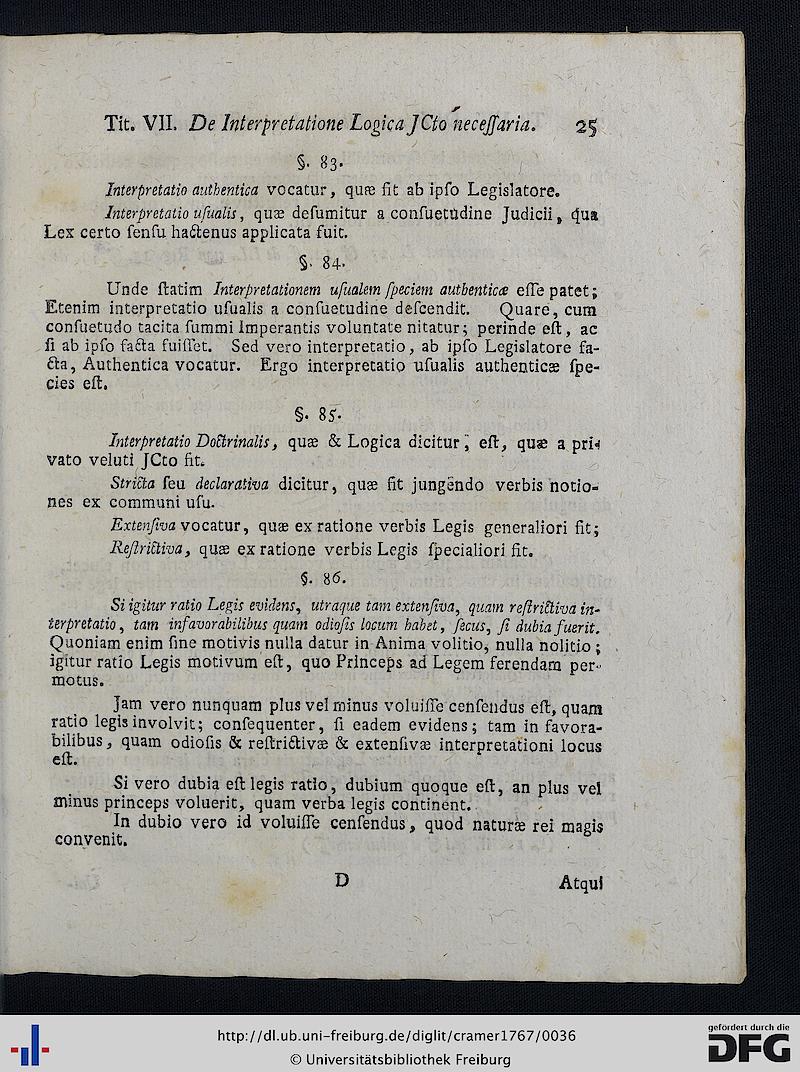 Tit. VII. De Interpretatione Logica JCto necessaria. 25
§. 83.
Interpretatio authentica vocatur, quæ fit ab ipſo Legislatore.
Interpretatio uſualis, quæ deſumitur a conſuetudine Judicii, qua
Lex certo ſenſu hactenus applicata fuit.
§. 84.
Unde ſtatim Interpretationem uſualem ſpeciem authenticæ eſſe patet;
Etenim interpretatio uſualis a conſuetudine deſcendit. Quare, cum
conſuetudo tacita ſummi Imperantis voluntate nitatur; perinde eſt, ac
ſi ab ipſo facta fuiſſet. Sed vero interpretatio, ab ipſo Legislatore fa-
cta, Authentica vocatur. Ergo interpretatio uſualis authenticæ ſpe-
cies eſt.
§. 85.
Interpretatio Doctrinalis, quæ & Logica dicitur, eſt, quæ a pri-
vato veluti JCto fit.
Stricta ſeu declarativa dicitur, quæ fit jungendo verbis notio-
nes ex communi uſu.
Extenſiva vocatur, quæ ex ratione verbis Legis generaliori fit;
Reſtrictiva, quæ ex ratione verbis Legis ſpecialiori fit.
§. 86.
Si igitur ratio Legis evidens, utraque tam extenſiva, quam reſtrictiva in-
terpretatio, tam in favorabilibus quam odioſis locum habet, ſecus, ſi dubia fuerit.
Quoniam enim ſine motivis nulla datur in Anima volitio, nulla nolitio;
igitur ratio Legis motivum eſt, quo Princeps ad Legem ferendam per-
motus.
Jam vero nunquam plus vel minus voluiſſe cenſendus eſt, quam
ratio legis involvit; conſequenter, ſi eadem evidens; tam in favora-
bilibus, quam odioſis & reſtrictivæ & extenſivæ interpretationi locus
eſt.
Si vero dubia eſt legis ratio, dubium quoque eſt, an plus vel
minus princeps voluerit, quam verba legis continent.
In dubio vero id voluiſſe cenſendus, quod naturæ rei magis
convenit.
D Atqui
http://dl.ub.uni-freiburg.de/diglit/cramer1767/0036
© Universitätsbibliothek Freiburg
gefördert durch die
DFG